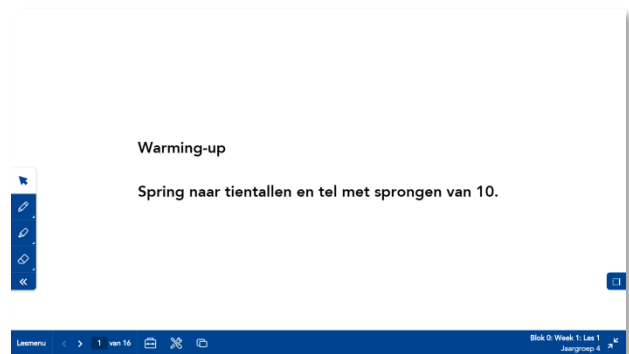 Warming-up
Spring naar tientallen en tel met sprongen van 10.
Lesmenu
1 van 16
Blok 0: Week 1: Les 1
Jaargroep 4